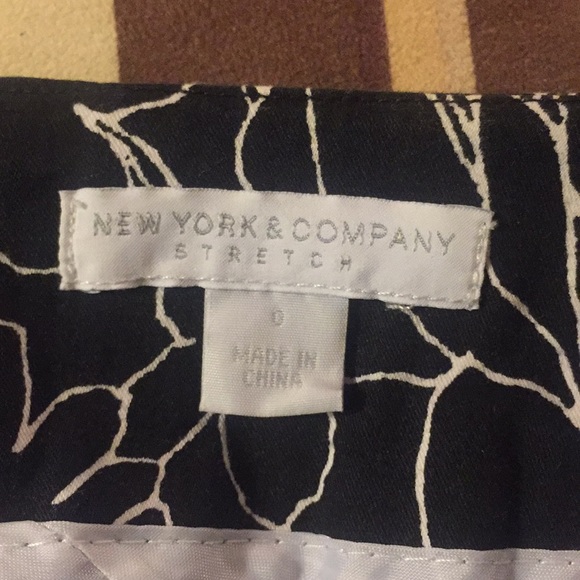 NEW YORK & COMPANY
STRETCH
0
MADE IN
CHINA